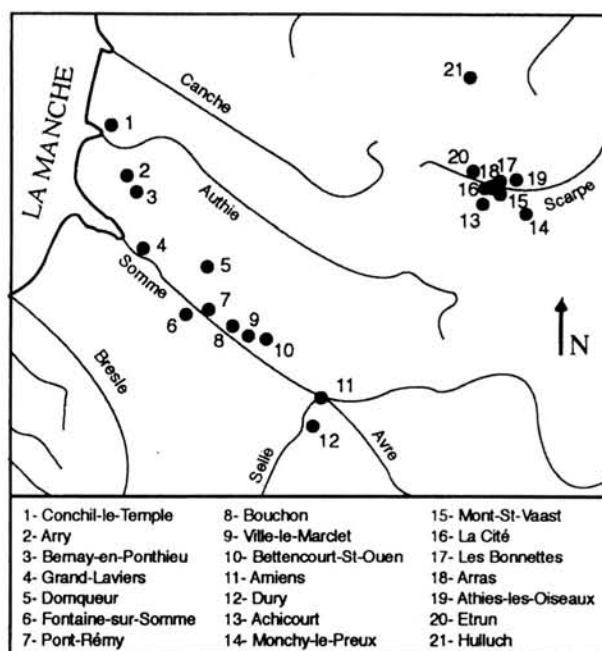 21
Canche
LA MANCHE
1
20
17
18
19
2
16
3
Authie
13
15
14
Scarpe
4
5
Somme
6
7
8
9
10
N
Bresle
11
12
Selle
Avre
1- Conchil-le-Temple
2- Arry
3- Bernay-en-Ponthieu
4- Grand-Laviers
5- Domqueur
6- Fontaine-sur-Somme
7- Pont-Rémy
8- Bouchon
9- Ville-le-Marclet
10- Bettencourt-St-Ouen
11- Amiens
12- Dury
13- Achicourt
14- Monchy-le-Preux
15- Mont-St-Vaast
16- La Cité
17- Les Bonnettes
18- Arras
19- Athies-les-Oiseaux
20- Etrun
21- Hulluch